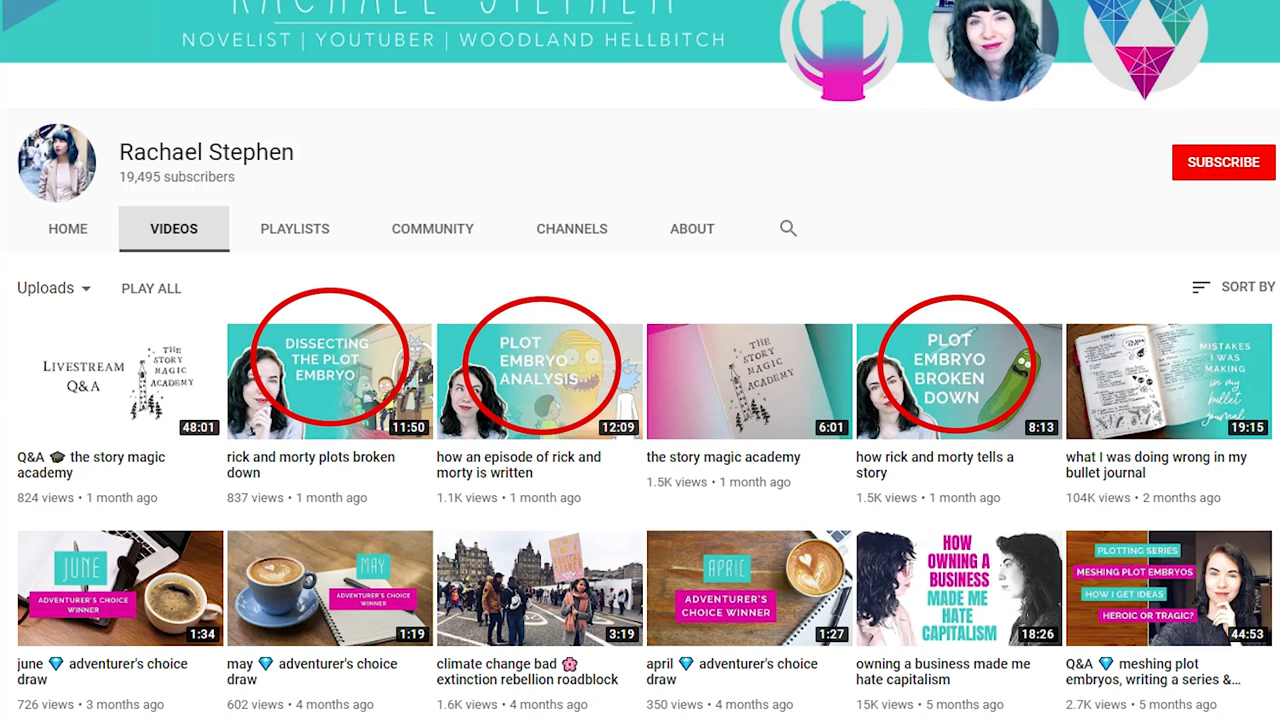 RACHAEL STEPHEN
NOVELIST | YOUTUBER | WOODLAND HELLBITCH
Rachael Stephen
19,495 subscribers
SUBSCRIBE
HOME VIDEOS PLAYLISTS COMMUNITY CHANNELS ABOUT
Uploads PLAY ALL SORT BY
LIVESTREAM
Q&A
THE
STORY
MAGIC
ACADEMY
48:01
DISSECTING
THE PLOT
EMBRYO
11:50
PLOT
EMBRYO
ANALYSIS
12:09
THE
STORY
MAGIC
ACADEMY
6:01
PLOT
EMBRYO
BROKEN
DOWN
8:13
MISTAKES
I WAS
MAKING
in my
bullet
journal
19:15
Q&A 🎓 the story magic
academy
824 views • 1 month ago
rick and morty plots broken
down
837 views • 1 month ago
how an episode of rick and
morty is written
1.1K views • 1 month ago
the story magic academy
1.5K views • 1 month ago
how rick and morty tells a
story
1.5K views • 1 month ago
what I was doing wrong in my
bullet journal
104K views • 2 months ago
JUNE
ADVENTURER'S CHOICE
WINNER
1:34
MAY
ADVENTURER'S CHOICE
WINNER
1:19
3:19
APRIL
ADVENTURER'S
CHOICE WINNER
1:27
HOW
OWNING A
BUSINESS
MADE ME
HATE
CAPITALISM
18:26
PLOTTING SERIES
MESHING PLOT EMBRYOS
HOW I GET IDEAS
HEROIC OR TRAGIC?
44:53
june 💎 adventurer's choice
draw
726 views • 3 months ago
may 💎 adventurer's choice
draw
602 views • 4 months ago
climate change bad 🌸
extinction rebellion roadblock
1.6K views • 4 months ago
april 💎 adventurer's choice
draw
350 views • 4 months ago
owning a business made me
hate capitalism
15K views • 5 months ago
Q&A 💎 meshing plot
embryos, writing a series &...
2.7K views • 5 months ago